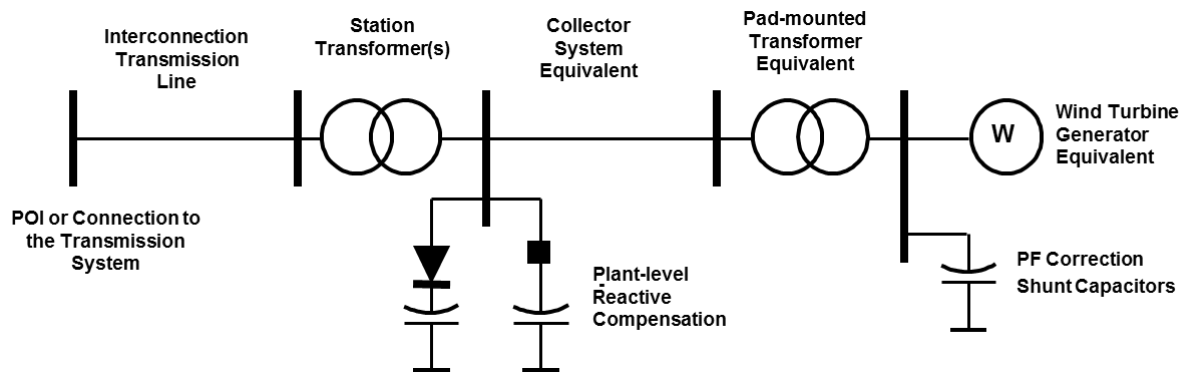 Interconnection
Transmission
Line
Station
Transformer(s)
Collector
System
Equivalent
Pad-mounted
Transformer
Equivalent
W
Wind Turbine
Generator
Equivalent
POI or Connection to
the Transmission
System
Plant-level
Reactive
Compensation
PF Correction
Shunt Capacitors